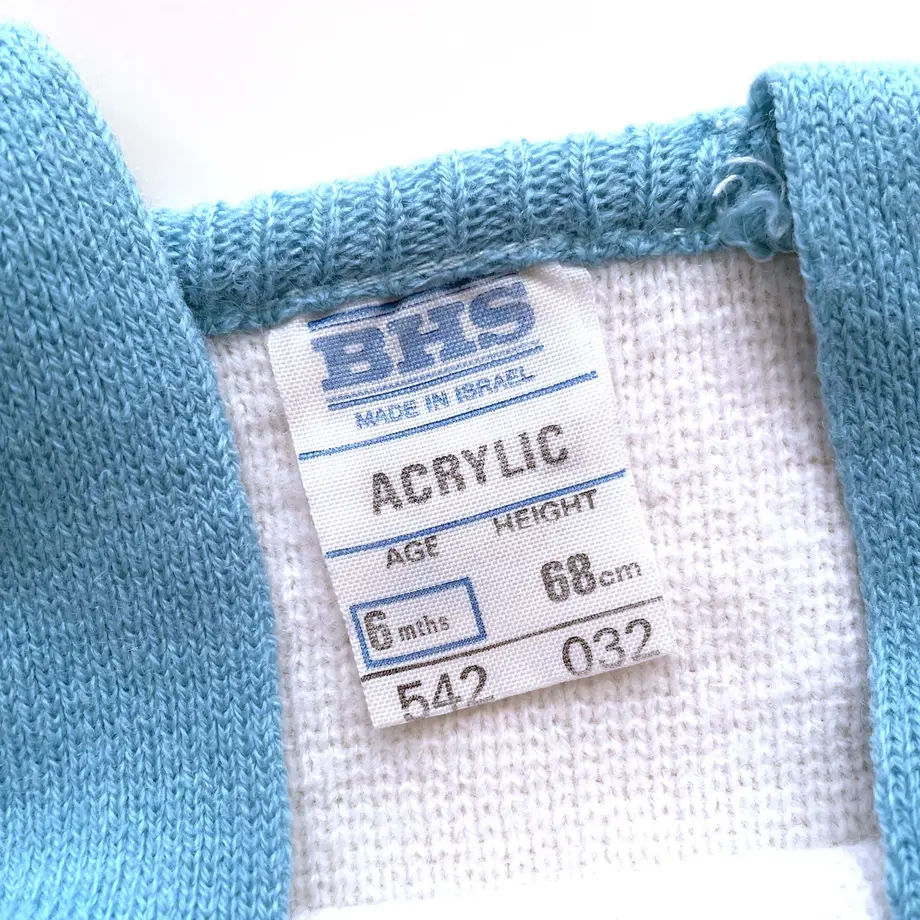 BHS
MADE IN ISRAEL
ACRYLIC
AGE HEIGHT
6 mths 68cm
542 032